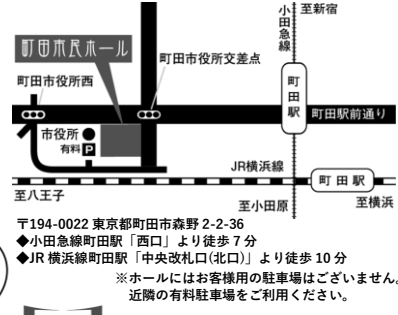 小田急線
至新宿
町田市民ホール
町田市役所交差点
町田市役所西
町田駅
町田駅前通り
市役所
有料 P
JR横浜線
町田駅
至八王子
至小田原
至横浜
〒194-0022 東京都町田市森野 2-2-36
◆小田急線町田駅「西口」より徒歩 7 分
◆JR 横浜線町田駅「中央改札口(北口)」より徒歩 10 分
※ホールにはお客様用の駐車場はございません。
近隣の有料駐車場をご利用ください。